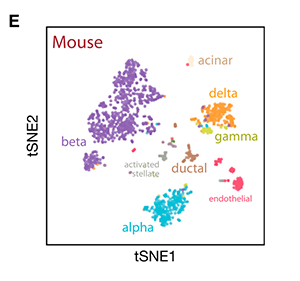 E
Mouse
acinar
delta
gamma
beta
activated
stellate
ductal
endothelial
alpha
tSNE2
tSNE1